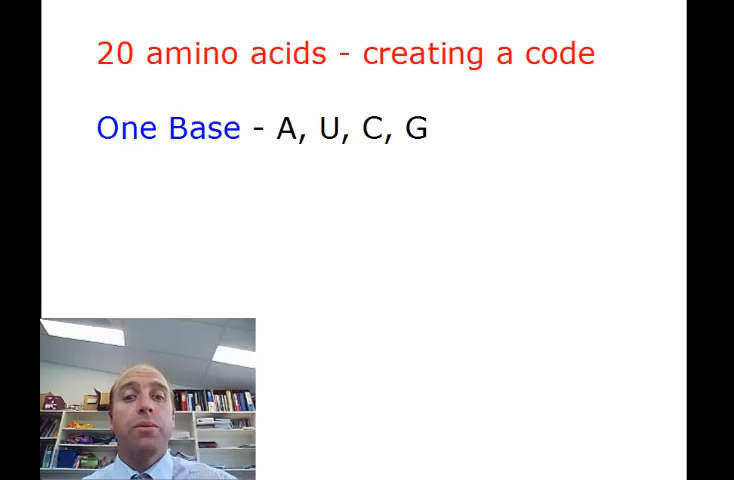 20 amino acids - creating a code
One Base - A, U, C, G